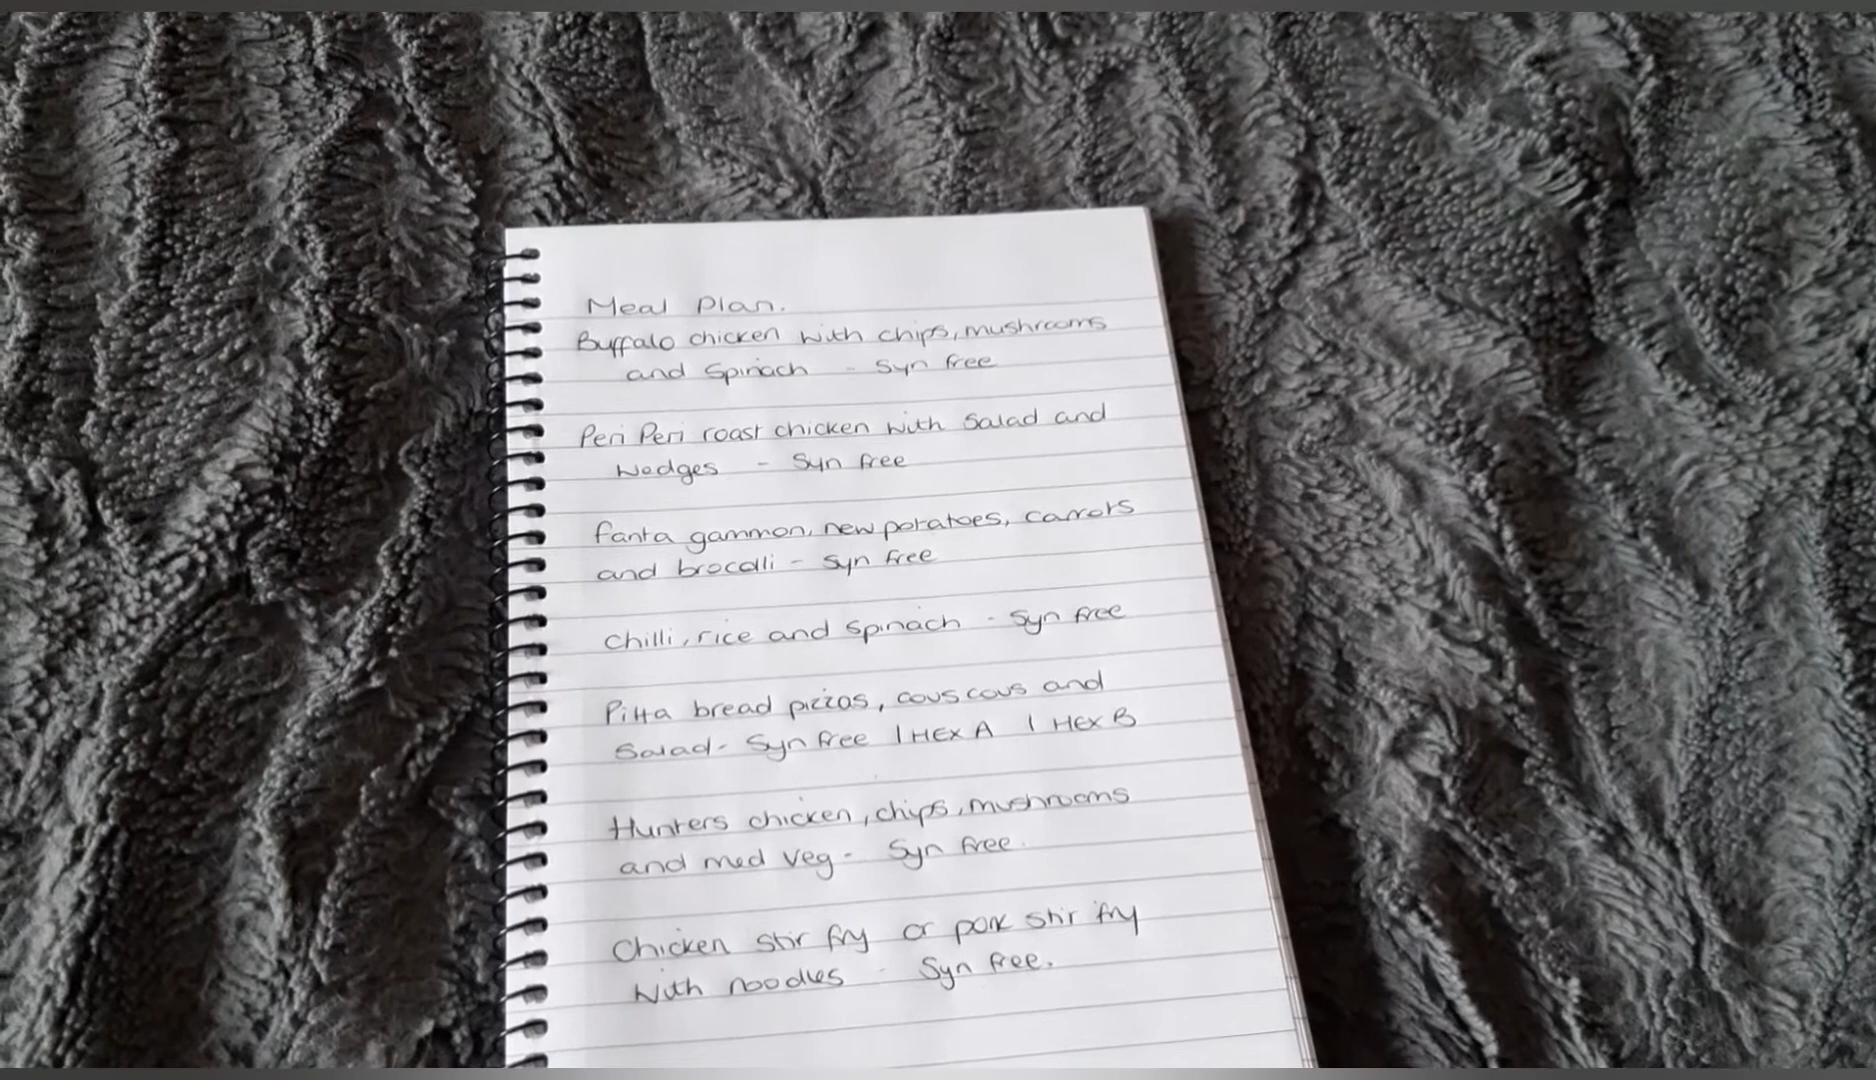 Meal Plan.
Buffalo chicken with chips, mushrooms
and Spinach - Syn free
Peri Peri roast chicken with Salad and
wedges - Syn free
fanta gammon, new potatoes, carrots
and brocolli - Syn free
Chilli, rice and Spinach - Syn free
Pitta bread pizzas, cous cous and
Salad - Syn free 1 HEX A 1 HEX B
Hunters chicken, chips, mushrooms
and med veg - Syn free.
Chicken stir fry or pork stir fry
with noodles - Syn free.